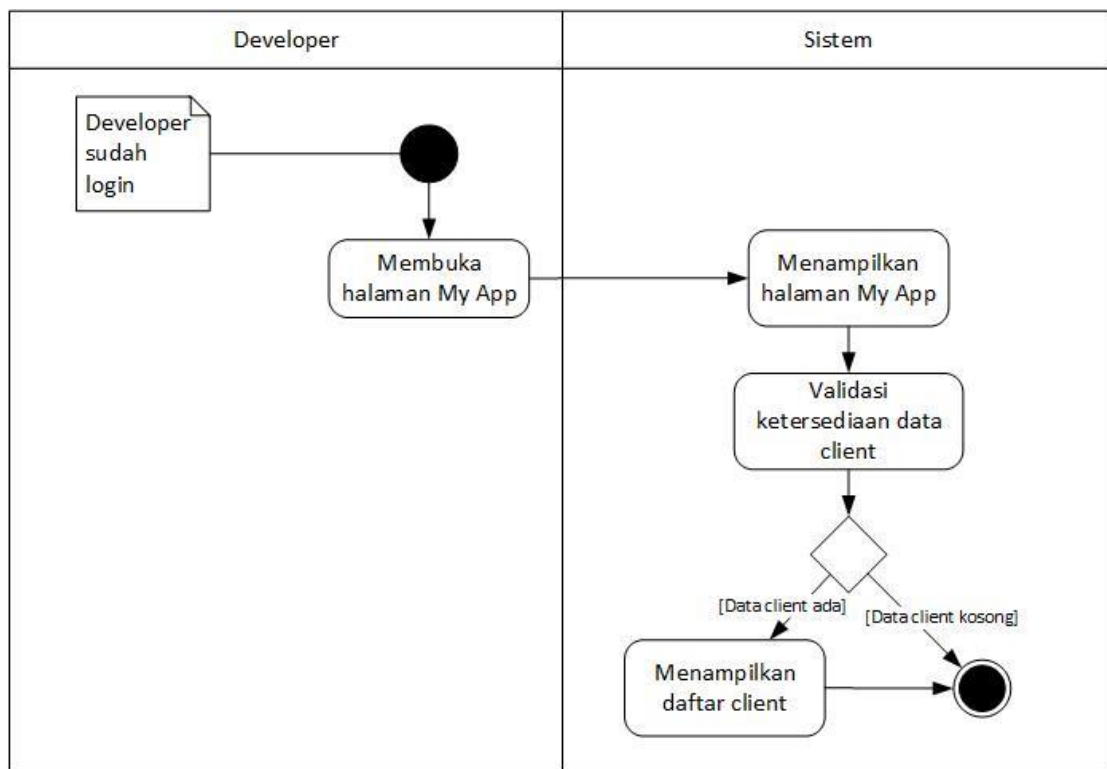 Developer
Sistem
Developer
sudah
login
Membuka
halaman My App
Menampilkan
halaman My App
Validasi
ketersediaan data
client
[Data client ada]
[Data client kosong]
Menampilkan
daftar client